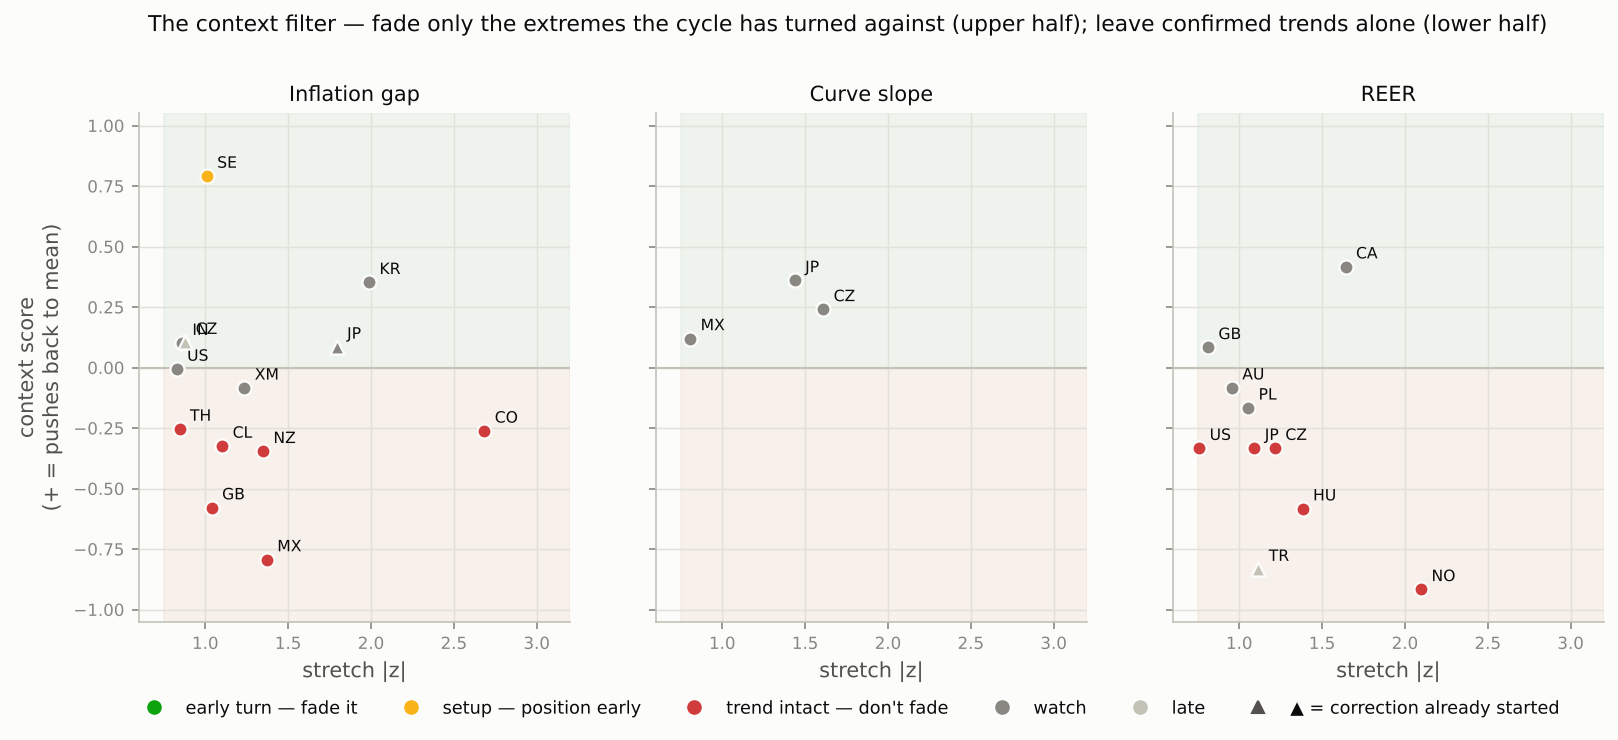 The context filter — fade only the extremes the cycle has turned against (upper half); leave confirmed trends alone (lower half)
Inflation gap
context score
(+ = pushes back to mean)
1.00
0.75
0.50
0.25
0.00
−0.25
−0.50
−0.75
−1.00
SE
KR
IN
CZ
JP
US
XM
TH
CL
NZ
CO
GB
MX
1.0
1.5
2.0
2.5
3.0
stretch |z|
Curve slope
JP
CZ
MX
1.0
1.5
2.0
2.5
3.0
stretch |z|
REER
CA
GB
AU
PL
US
JP
CZ
HU
TR
NO
1.0
1.5
2.0
2.5
3.0
stretch |z|
early turn — fade it
setup — position early
trend intact — don't fade
watch
late
▲ = correction already started